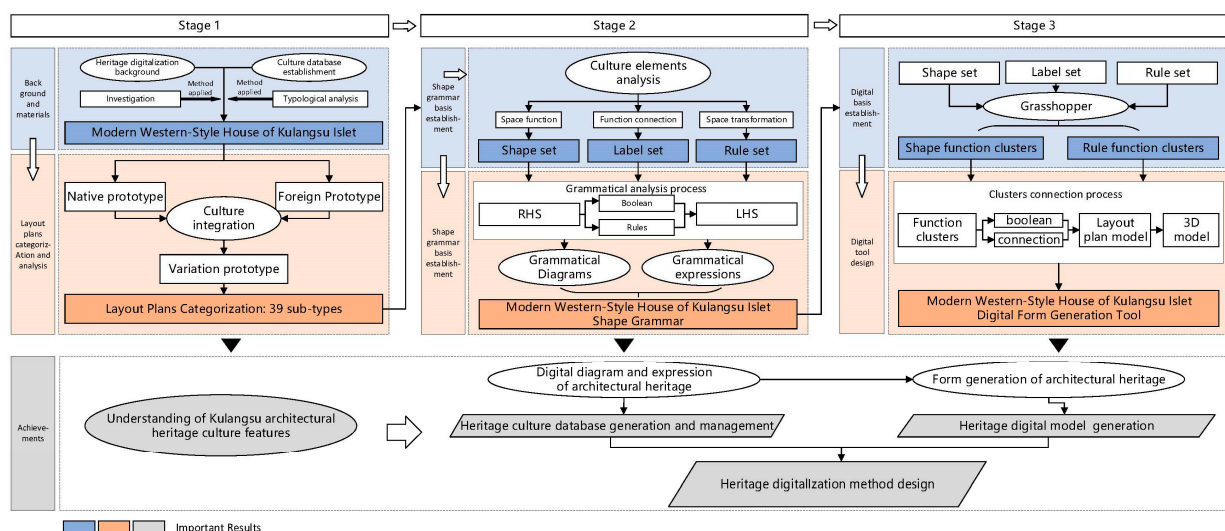 Stage 1
Stage 2
Stage 3
Back
ground and
materials
Heritage digitalization
background
Culture database
establishment
Method
applied
Method
applied
Investigation
Typological analysis
Modern Western-Style House of Kulangsu Islet
Layout
plans
categoriz-
Ation and
analysis
Native prototype
Foreign Prototype
Culture
integration
Variation prototype
Layout Plans Categorization: 39 sub-types
Shape
grammar
basis
establish-
ment
Culture elements
analysis
Space function
Function connection
Space transformation
Shape set
Label set
Rule set
Shape
grammar
basis
establish-
ment
Grammatical analysis process
RHS
Boolean
Rules
LHS
Grammatical
Diagrams
Grammatical
expressions
Modern Western-Style House of Kulangsu Islet
Shape Grammar
Digital
basis
establish-
ment
Shape set
Label set
Rule set
Grasshopper
Shape function clusters
Rule function clusters
Digital
tool
design
Clusters connection process
Function
clusters
boolean
connection
Layout
plan model
3D
model
Modern Western-Style House of Kulangsu Islet
Digital Form Generation Tool
Achieve-
ments
Understanding of Kulangsu architectural
heritage culture features
Digital diagram and expression
of architectural heritage
Form generation of architectural heritage
Heritage culture database generation and management
Heritage digital model generation
Heritage digitallzation method design
Important Results